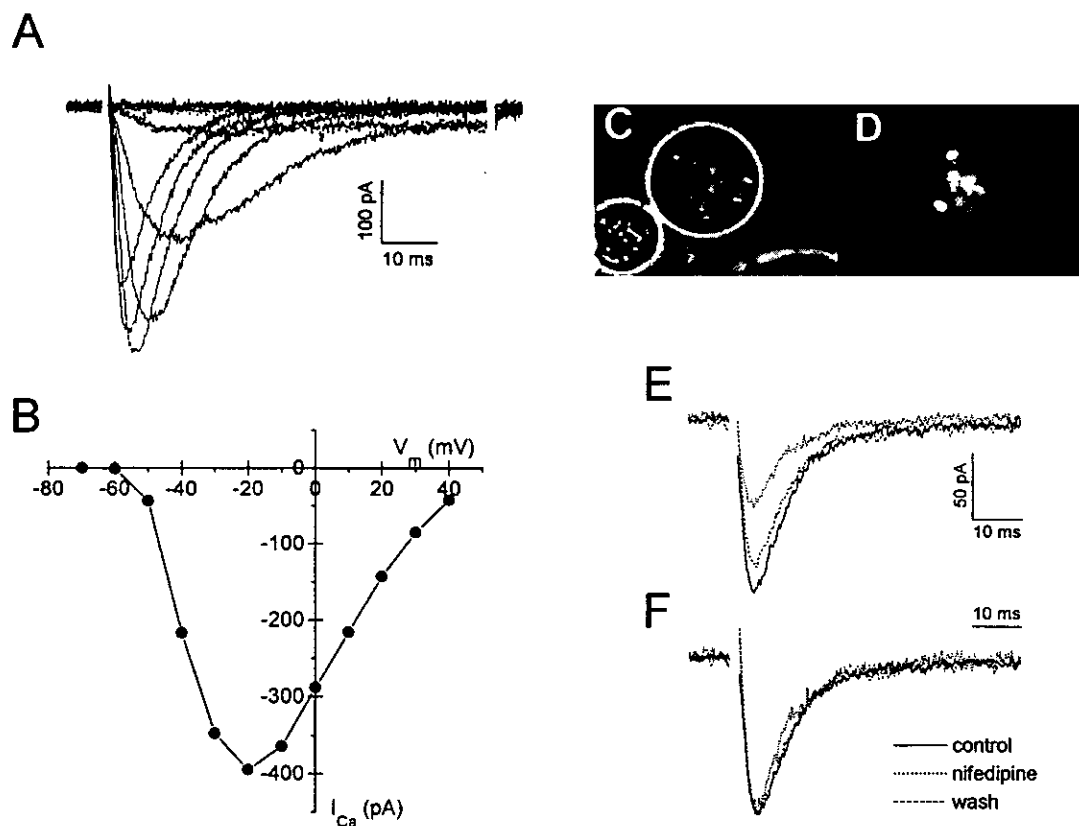 A
100 pA
10 ms
B
V_m (mV)
-80 -60 -40 -20 0 20 40
0
-100
-200
-300
-400
I_Ca (pA)
C
D
E
50 pA
10 ms
F
10 ms
control
nifedipine
wash